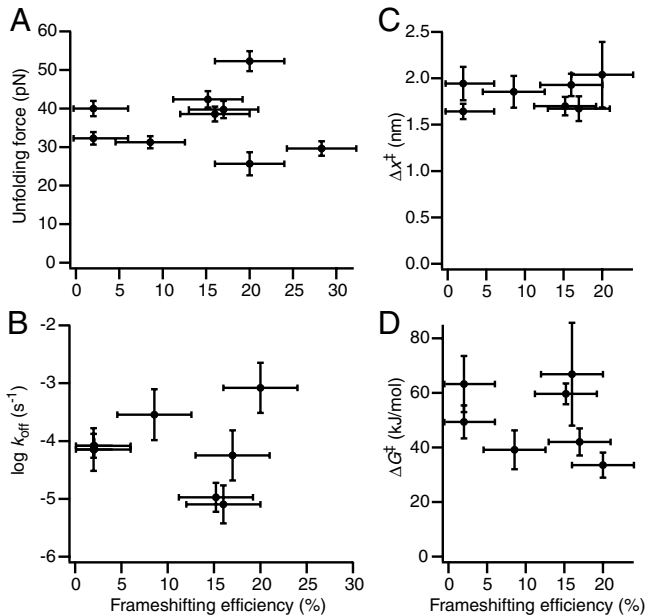 A
Unfolding force (pN)
60
50
40
30
20
10
0
0 5 10 15 20 25 30
C
Δx‡ (nm)
2.5
2.0
1.5
1.0
0.5
0.0
0 5 10 15 20
B
log koff (s-1)
-2
-3
-4
-5
-6
0 5 10 15 20 25 30
Frameshifting efficiency (%)
D
ΔG‡ (kJ/mol)
80
60
40
20
0
0 5 10 15 20
Frameshifting efficiency (%)